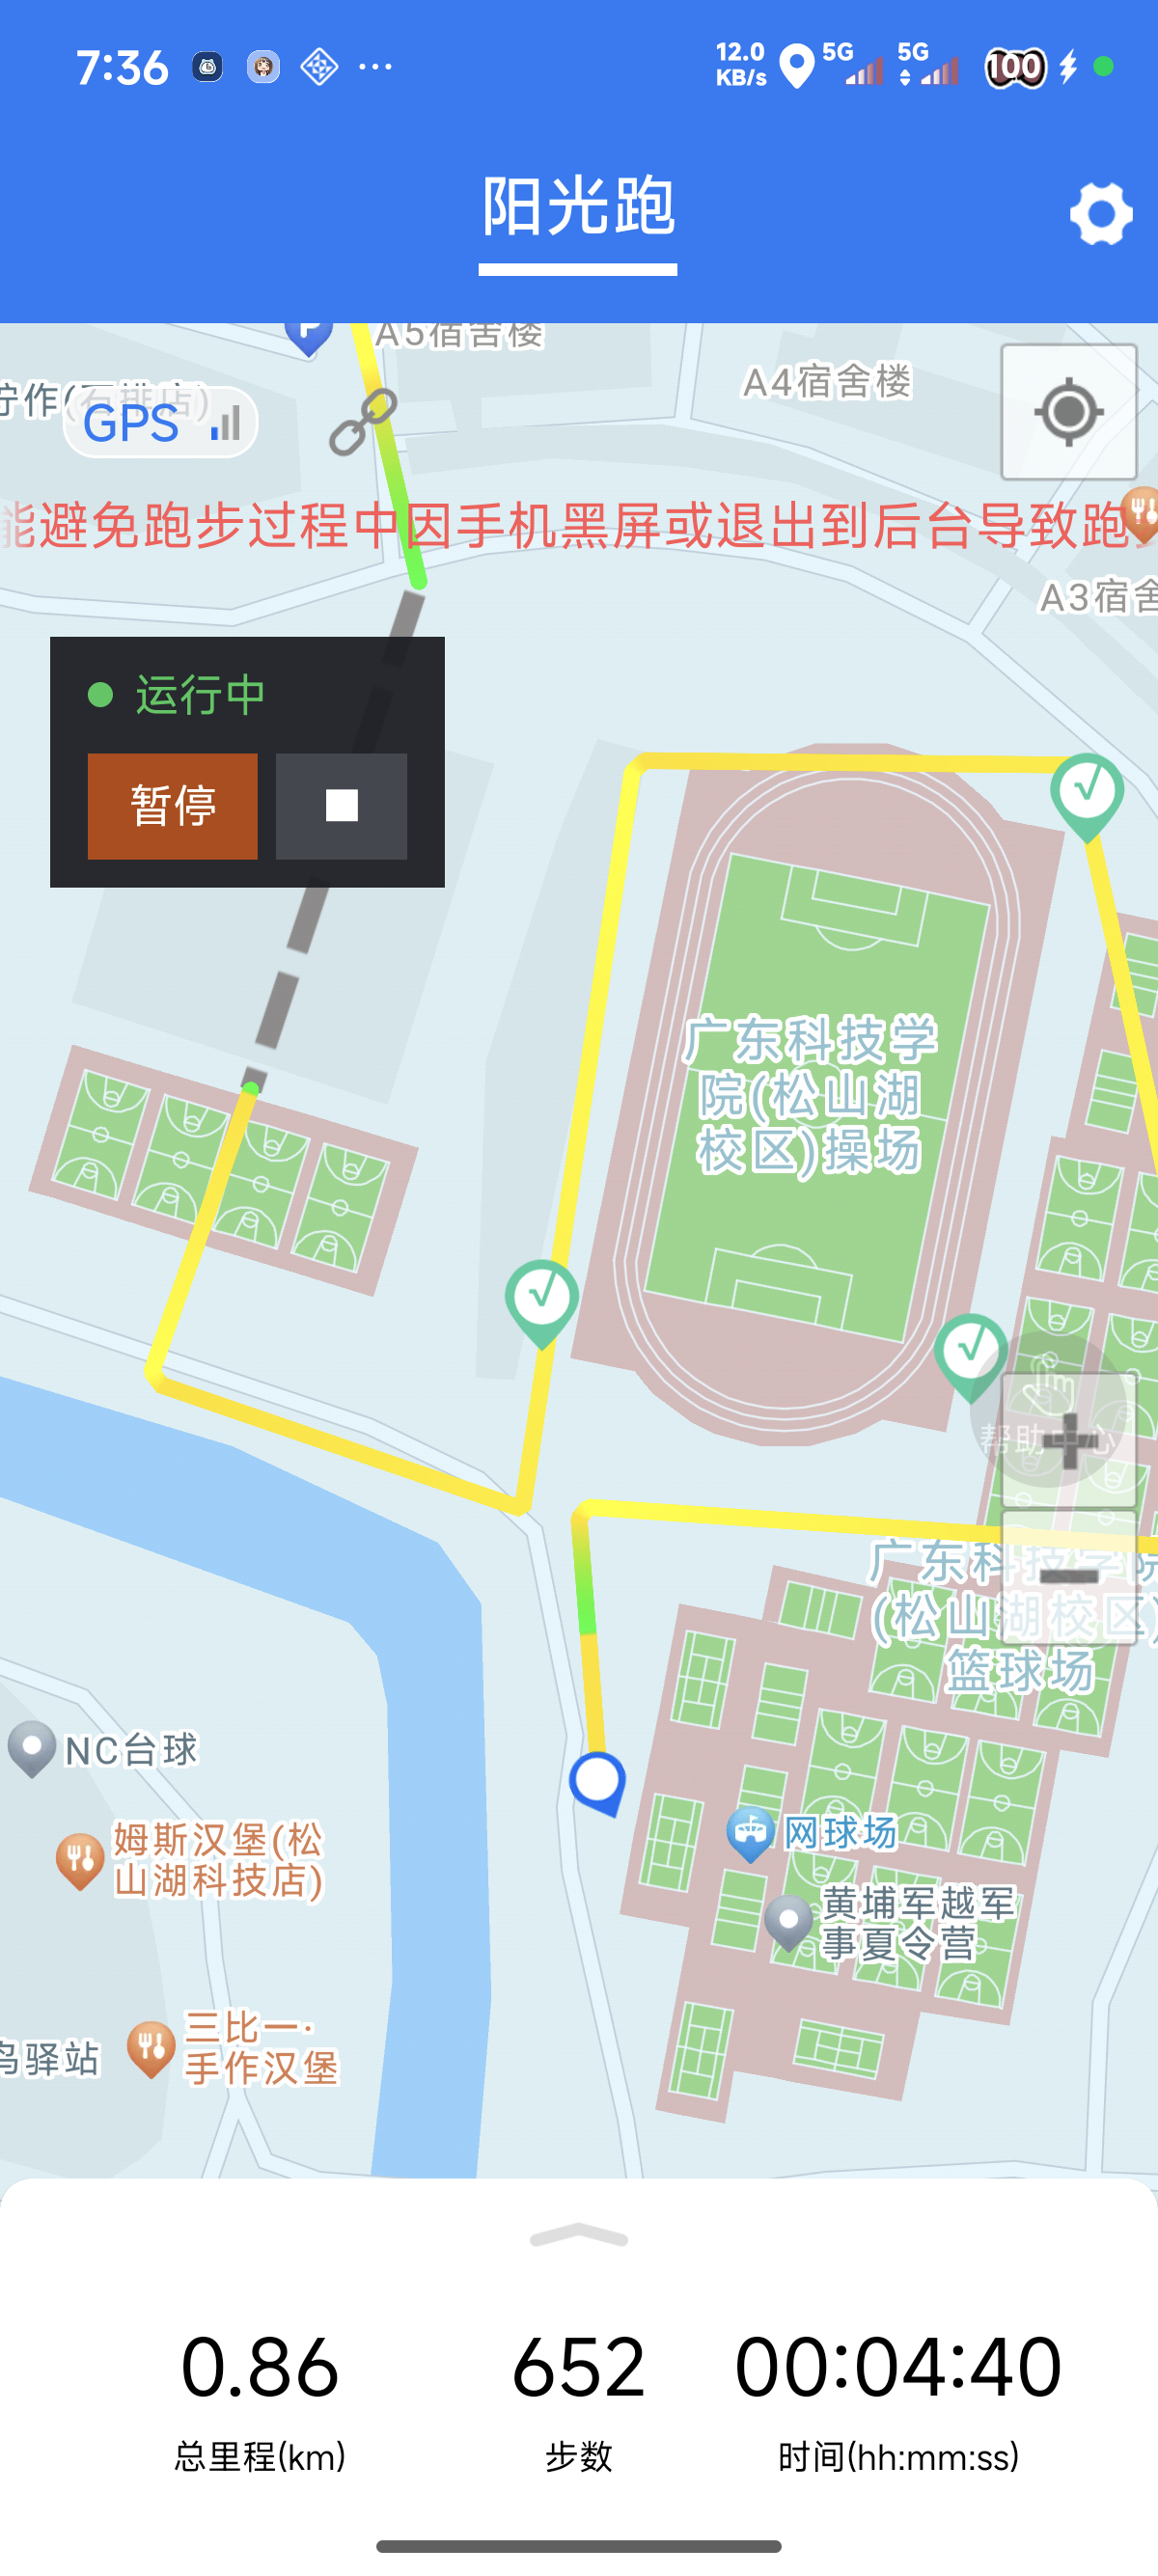 7:36
12.0
KB/s
5G
5G
100
阳光跑
A5宿舍楼
A4宿舍楼
GPS
能避免跑步过程中因手机黑屏或退出到后台导致跑
A3宿舍
运行中
暂停
广东科技学
院(松山湖
校区)操场
帮助中心
广东科技学院
(松山湖校区)
篮球场
NC台球
姆斯汉堡(松
山湖科技店)
网球场
黄埔军越军
事夏令营
三比一·
手作汉堡
鸟驿站
0.86
652
00:04:40
总里程(km)
步数
时间(hh:mm:ss)